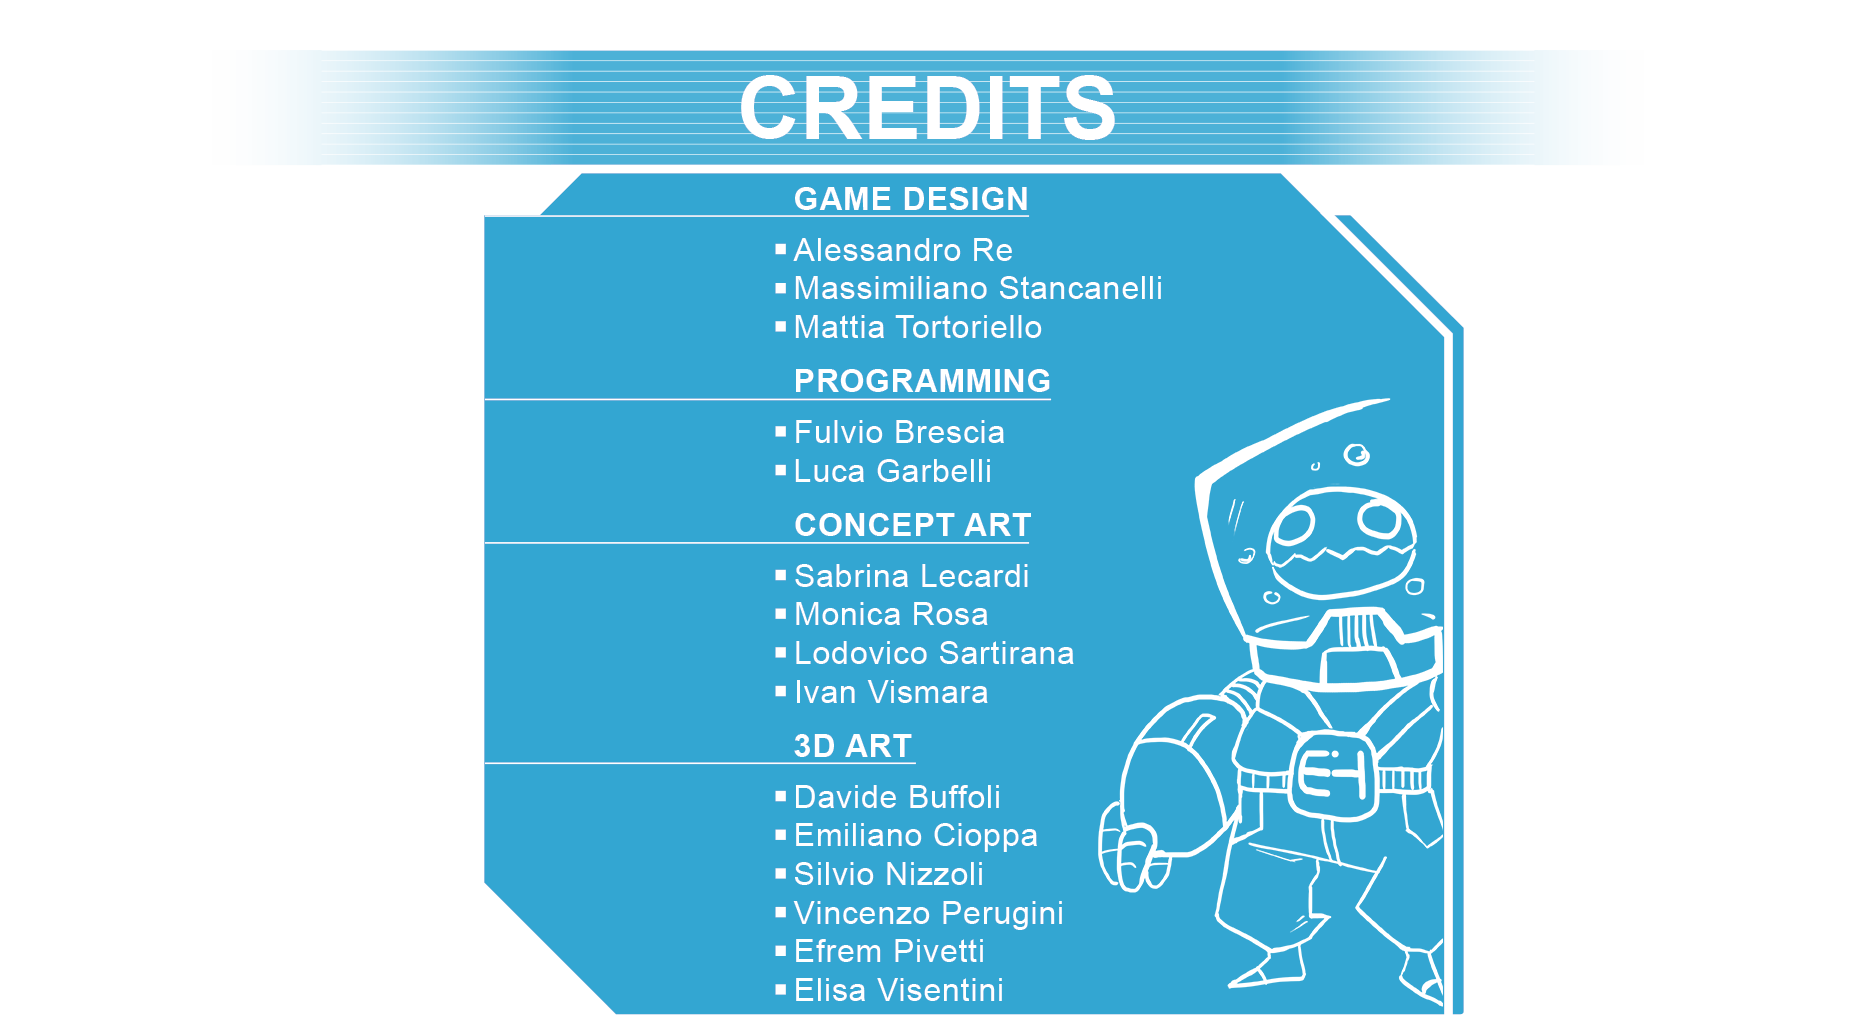 CREDITS
GAME DESIGN
Alessandro Re
Massimiliano Stancanelli
Mattia Tortoriello
PROGRAMMING
Fulvio Brescia
Luca Garbelli
CONCEPT ART
Sabrina Lecardi
Monica Rosa
Lodovico Sartirana
Ivan Vismara
3D ART
Davide Buffoli
Emiliano Cioppa
Silvio Nizzoli
Vincenzo Perugini
Efrem Pivetti
Elisa Visentini